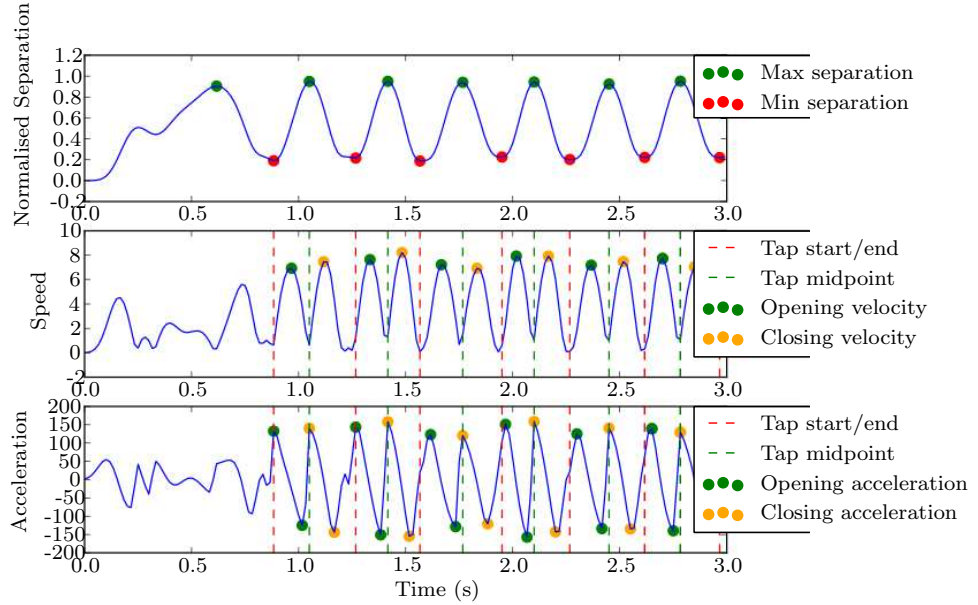 Normalised Separation
1.2
1.0
0.8
0.6
0.4
0.2
0.0
-0.2
0.0 0.5 1.0 1.5 2.0 2.5 3.0
Max separation
Min separation
Speed
10
8
6
4
2
0
-2
0.0 0.5 1.0 1.5 2.0 2.5 3.0
Tap start/end
Tap midpoint
Opening velocity
Closing velocity
Acceleration
200
150
100
50
0
-50
-100
-150
-200
0.0 0.5 1.0 1.5 2.0 2.5 3.0
Time (s)
Tap start/end
Tap midpoint
Opening acceleration
Closing acceleration